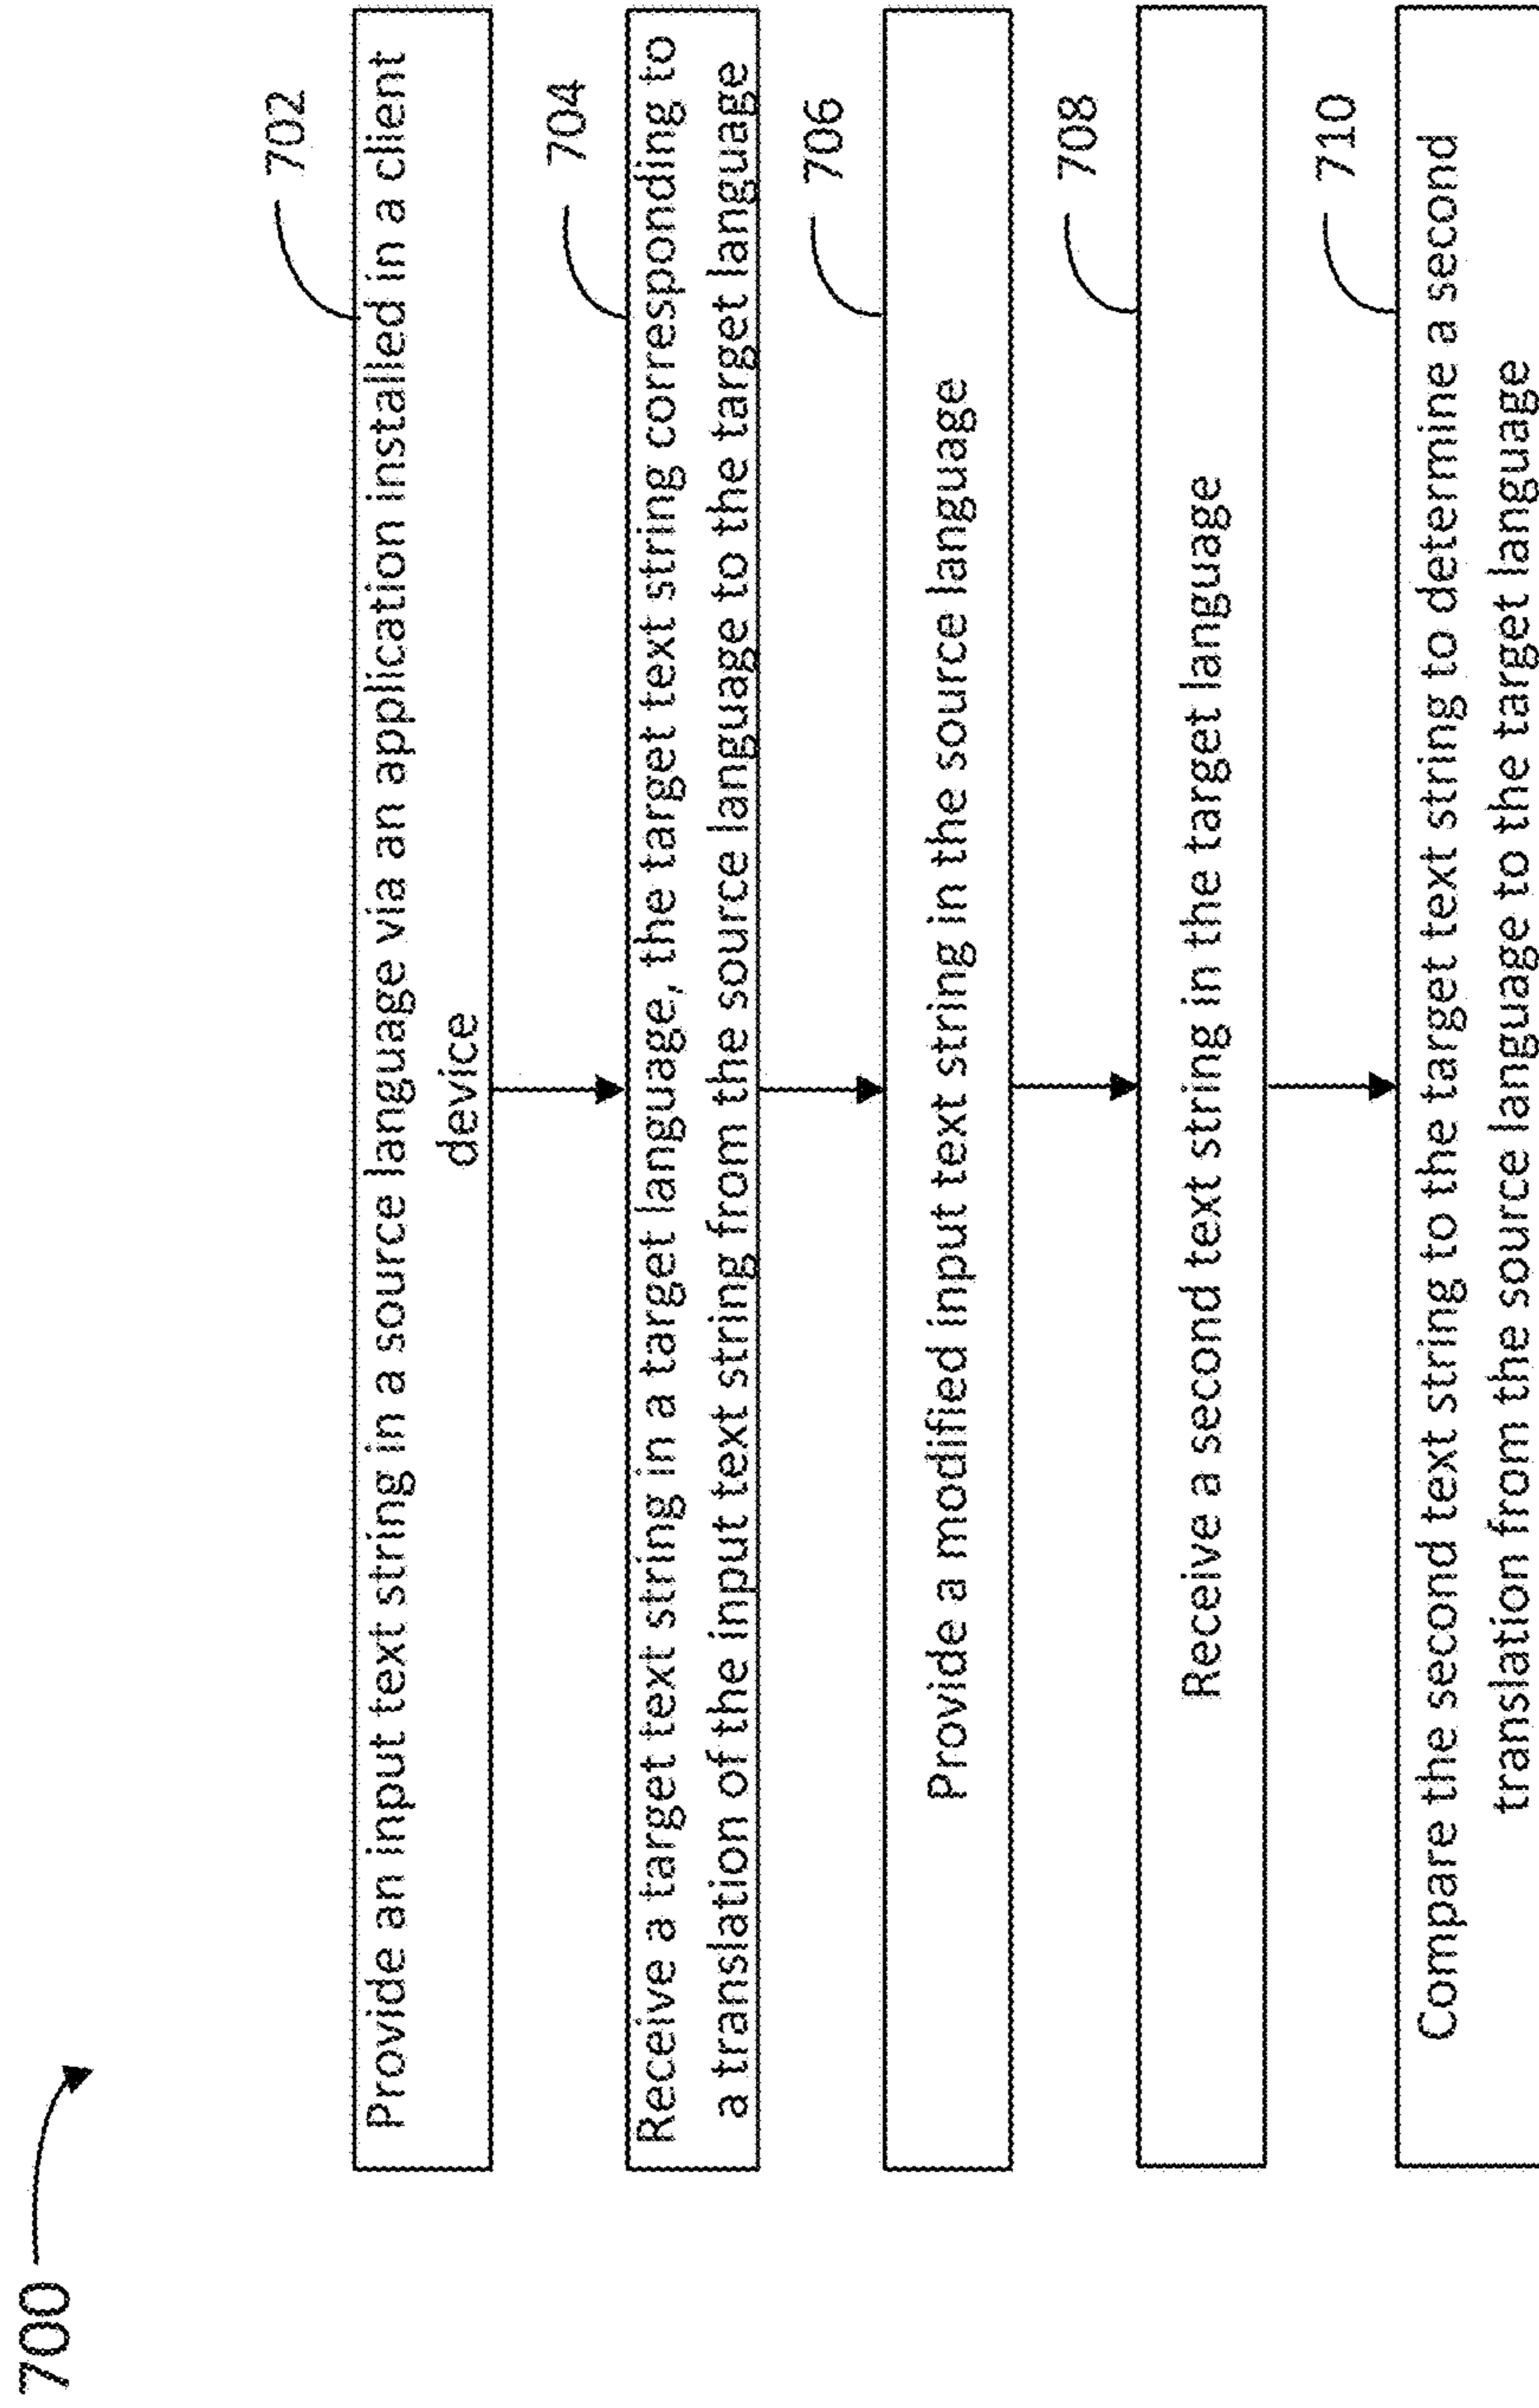 700
702
Provide an input text string in a source language via an application installed in a client
device
704
Receive a target text string in a target language, the target text string corresponding to
a translation of the input text string from the source language to the target language
706
Provide a modified input text string in the source language
708
Receive a second text string in the target language
710
Compare the second text string to the target text string to determine a second
translation from the source language to the target language